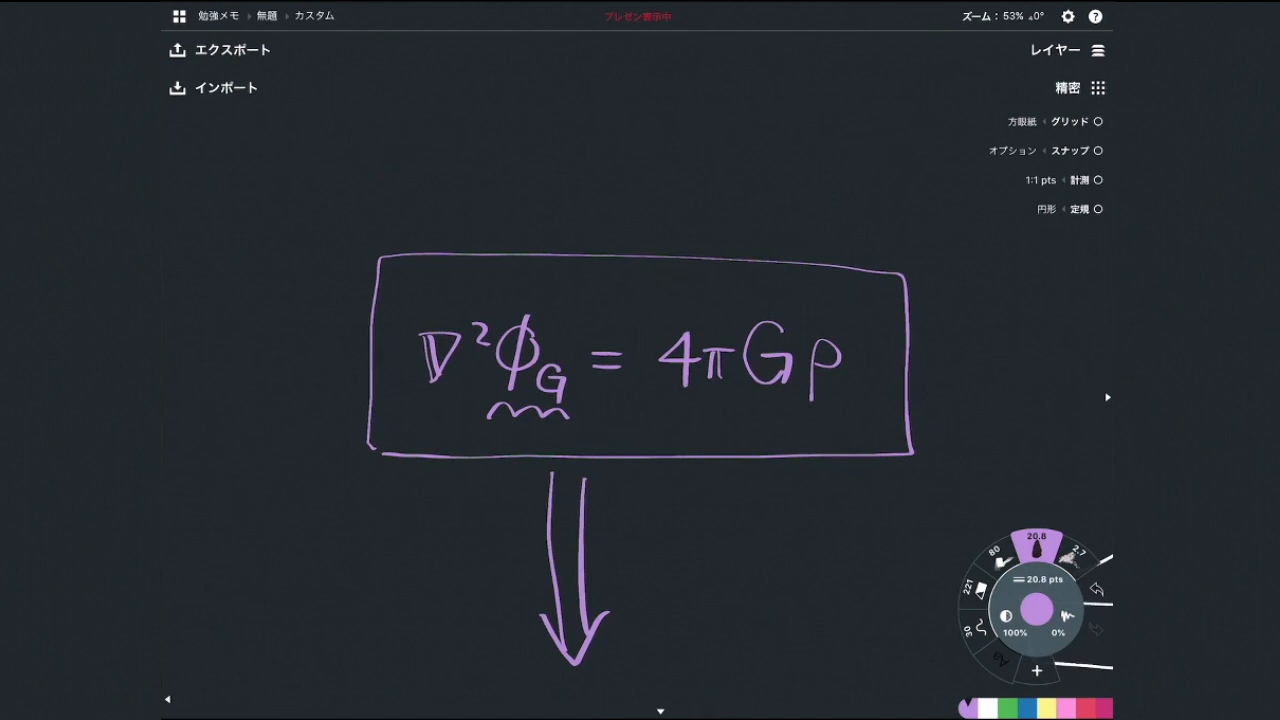 勉強メモ 無題 カスタム
プレゼン表示中
ズーム: 53% ⊿0°
エクスポート
レイヤー
インポート
精密
方眼紙 グリッド
オプション スナップ
1:1 pts 計測
円形 定規
∇²ϕ_G = 4πGρ
20.8
80
2.7
221
20.8 pts
30
100% 0%